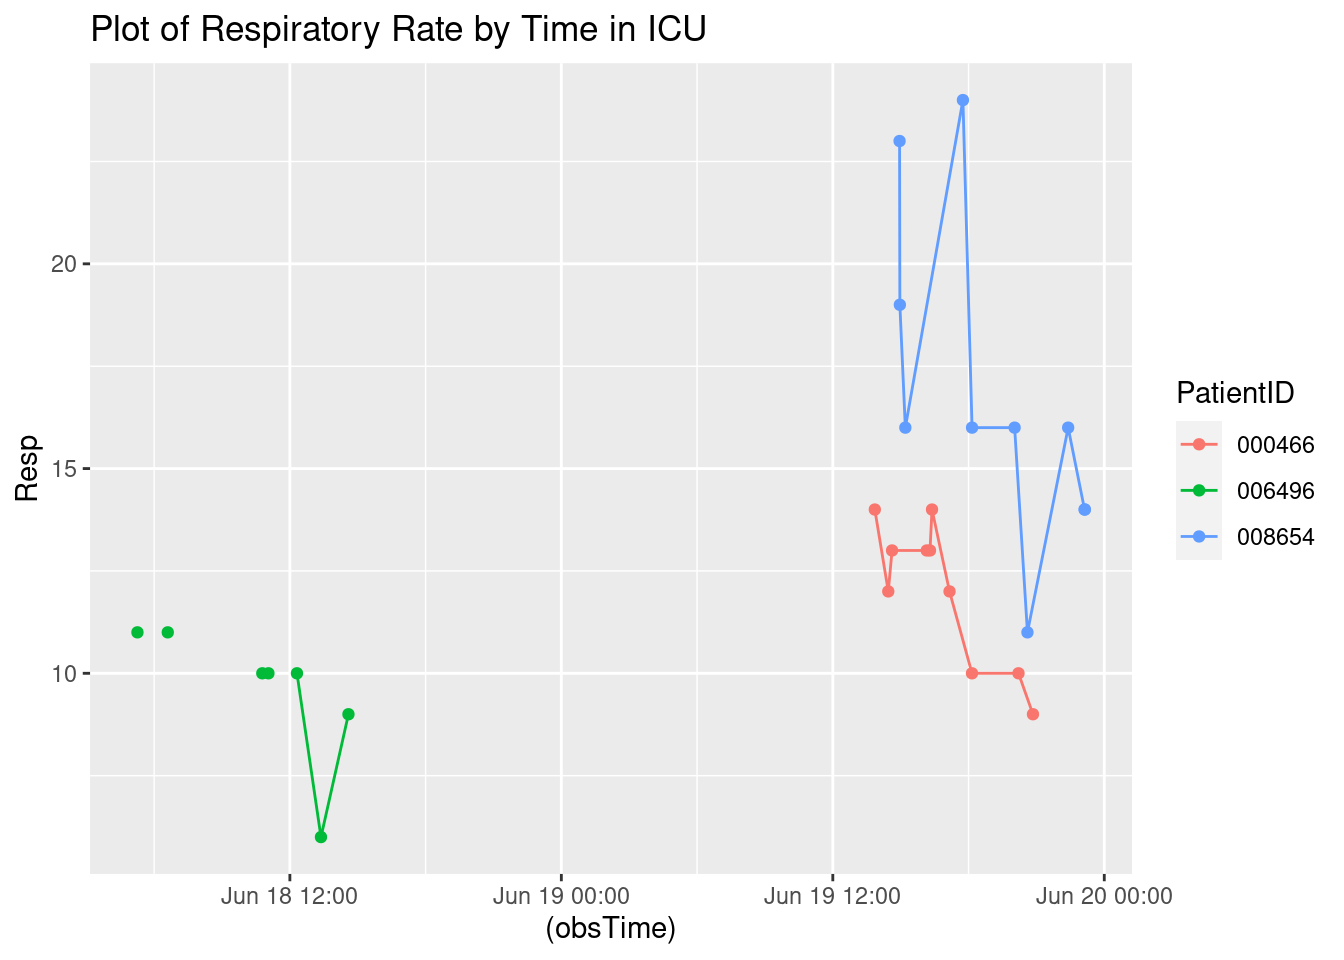 Plot of Respiratory Rate by Time in ICU
Resp
20
15
10
Jun 18 12:00
Jun 19 00:00
Jun 19 12:00
Jun 20 00:00
(obsTime)
PatientID
000466
006496
008654